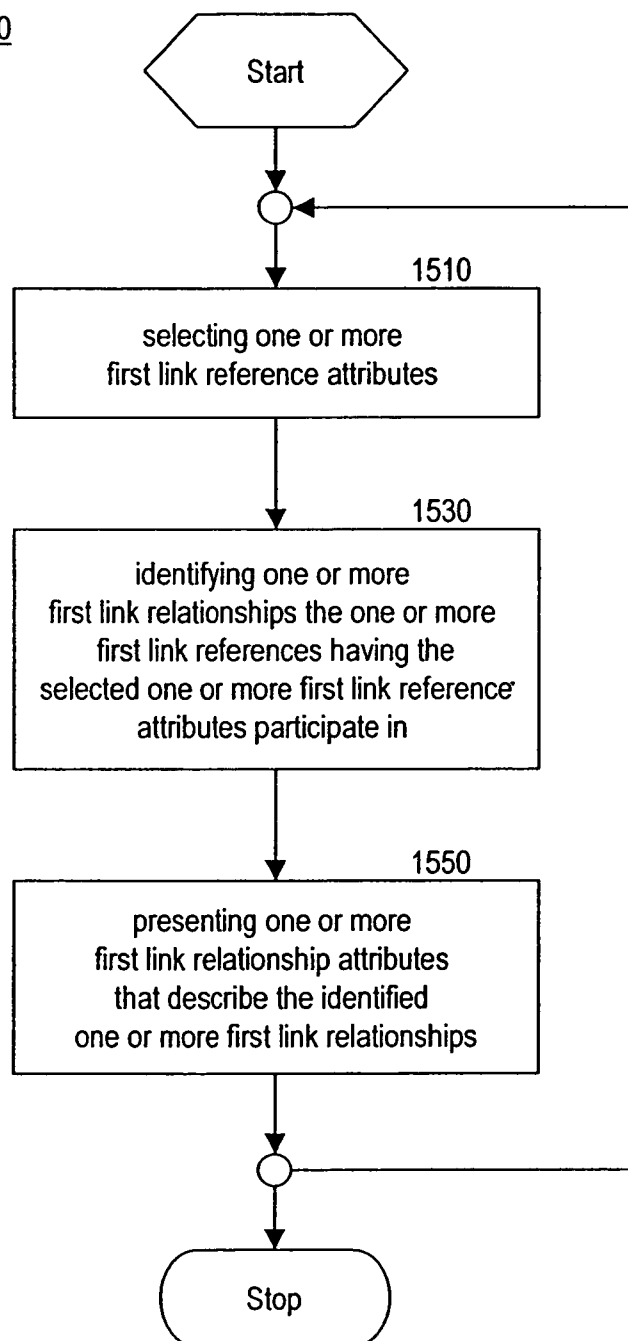 0
Start
1510
selecting one or more
first link reference attributes
1530
identifying one or more
first link relationships the one or more
first link references having the
selected one or more first link reference
attributes participate in
1550
presenting one or more
first link relationship attributes
that describe the identified
one or more first link relationships
Stop